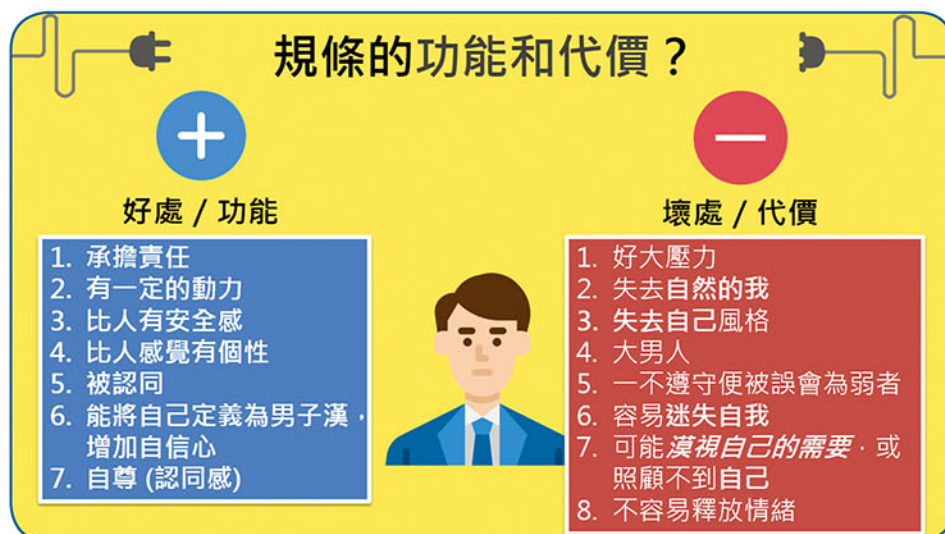 規條的功能和代價？
好處 / 功能
1. 承擔責任
2. 有一定的動力
3. 比人有安全感
4. 比人感覺有個性
5. 被認同
6. 能將自己定義為男子漢，
增加自信心
7. 自尊 (認同感)
壞處 / 代價
1. 好大壓力
2. 失去自然的我
3. 失去自己風格
4. 大男人
5. 一不遵守便被誤會為弱者
6. 容易迷失自我
7. 可能漠視自己的需要，或
照顧不到自己
8. 不容易釋放情緒